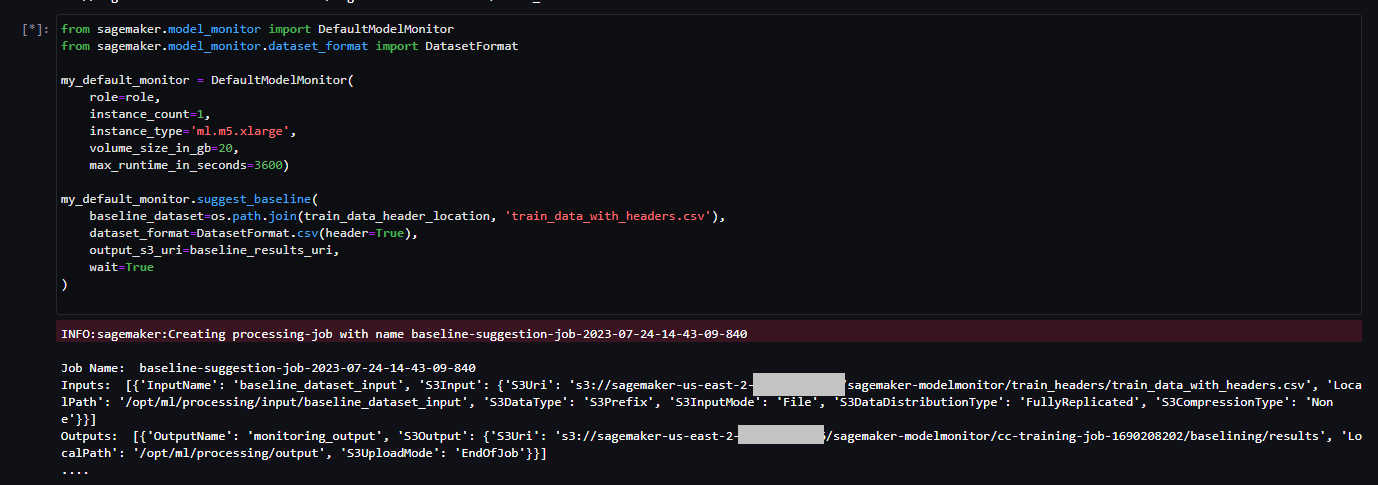 [*]:
from sagemaker.model_monitor import DefaultModelMonitor
from sagemaker.model_monitor.dataset_format import DatasetFormat
my_default_monitor = DefaultModelMonitor(
role=role,
instance_count=1,
instance_type='ml.m5.xlarge',
volume_size_in_gb=20,
max_runtime_in_seconds=3600)
my_default_monitor.suggest_baseline(
baseline_dataset=os.path.join(train_data_header_location, 'train_data_with_headers.csv'),
dataset_format=DatasetFormat.csv(header=True),
output_s3_uri=baseline_results_uri,
wait=True
)
INFO:sagemaker:Creating processing-job with name baseline-suggestion-job-2023-07-24-14-43-09-840
Job Name:  baseline-suggestion-job-2023-07-24-14-43-09-840
Inputs:  [{'InputName': 'baseline_dataset_input', 'S3Input': {'S3Uri': 's3://sagemaker-us-east-2- /sagemaker-modelmonitor/train_headers/train_data_with_headers.csv', 'Loca
lPath': '/opt/ml/processing/input/baseline_dataset_input', 'S3DataType': 'S3Prefix', 'S3InputMode': 'File', 'S3DataDistributionType': 'FullyReplicated', 'S3CompressionType': 'Non
e'}}]
Outputs:  [{'OutputName': 'monitoring_output', 'S3Output': {'S3Uri': 's3://sagemaker-us-east-2- /sagemaker-modelmonitor/cc-training-job-1690208202/baselining/results', 'Lo
calPath': '/opt/ml/processing/output', 'S3UploadMode': 'EndOfJob'}}]
....